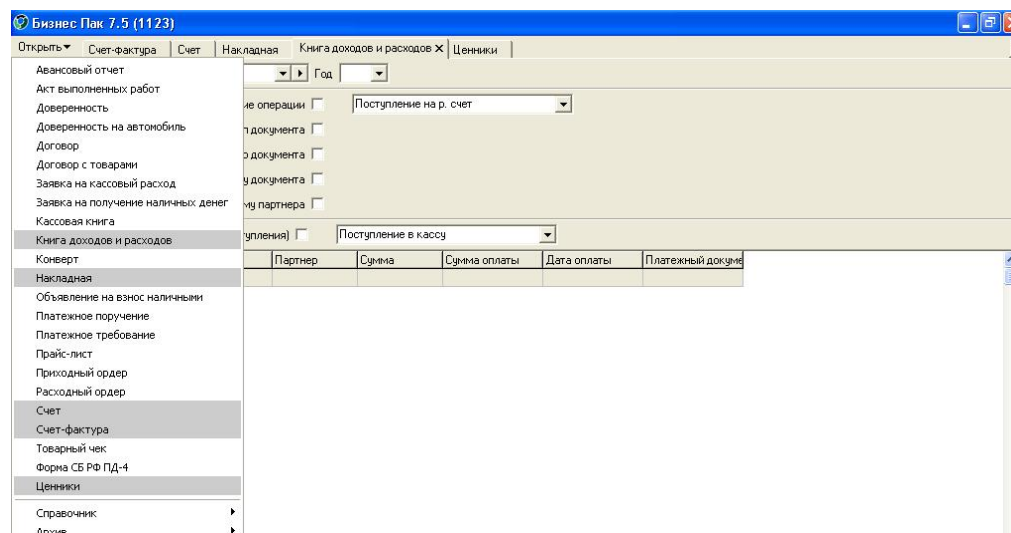 Бизнес Пак 7.5 (1123)
Открыть Счет-фактура Счет Накладная Книга доходов и расходов X Ценники
Авансовый отчет
Год
Акт выполненных работ
Доверенность
операции
Поступление на р. счет
Доверенность на автомобиль
документа
Договор
документа
Договор с товарами
Заявка на кассовый расход
документа
Заявка на получение наличных денег
партнера
Кассовая книга
Книга доходов и расходов
Поступление в кассу
Конверт
Партнер Сумма Сумма оплаты Дата оплаты Платежный докуме
Накладная
Объявление на взнос наличными
Платежное поручение
Платежное требование
Прайс-лист
Приходный ордер
Расходный ордер
Счет
Счет-фактура
Товарный чек
Форма СБ РФ ПД-4
Ценники
Справочник
Архив